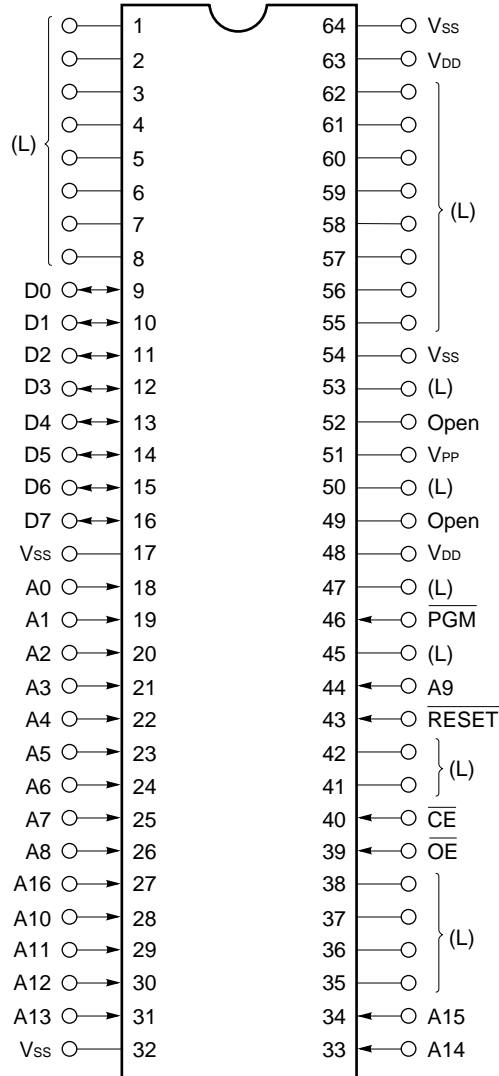 1 64 VSS
2 63 VDD
3 62
4 61
(L) 5 60
6 59 (L)
7 58
8 57
D0 9 56
D1 10 55
D2 11 54 VSS
D3 12 53 (L)
D4 13 52 Open
D5 14 51 VPP
D6 15 50 (L)
D7 16 49 Open
VSS 17 48 VDD
A0 18 47 (L)
A1 19 46 PGM
A2 20 45 (L)
A3 21 44 A9
A4 22 43 RESET
A5 23 42 (L)
A6 24 41
A7 25 40 CE
A8 26 39 OE
A16 27 38
A10 28 37 (L)
A11 29 36
A12 30 35
A13 31 34 A15
VSS 32 33 A14